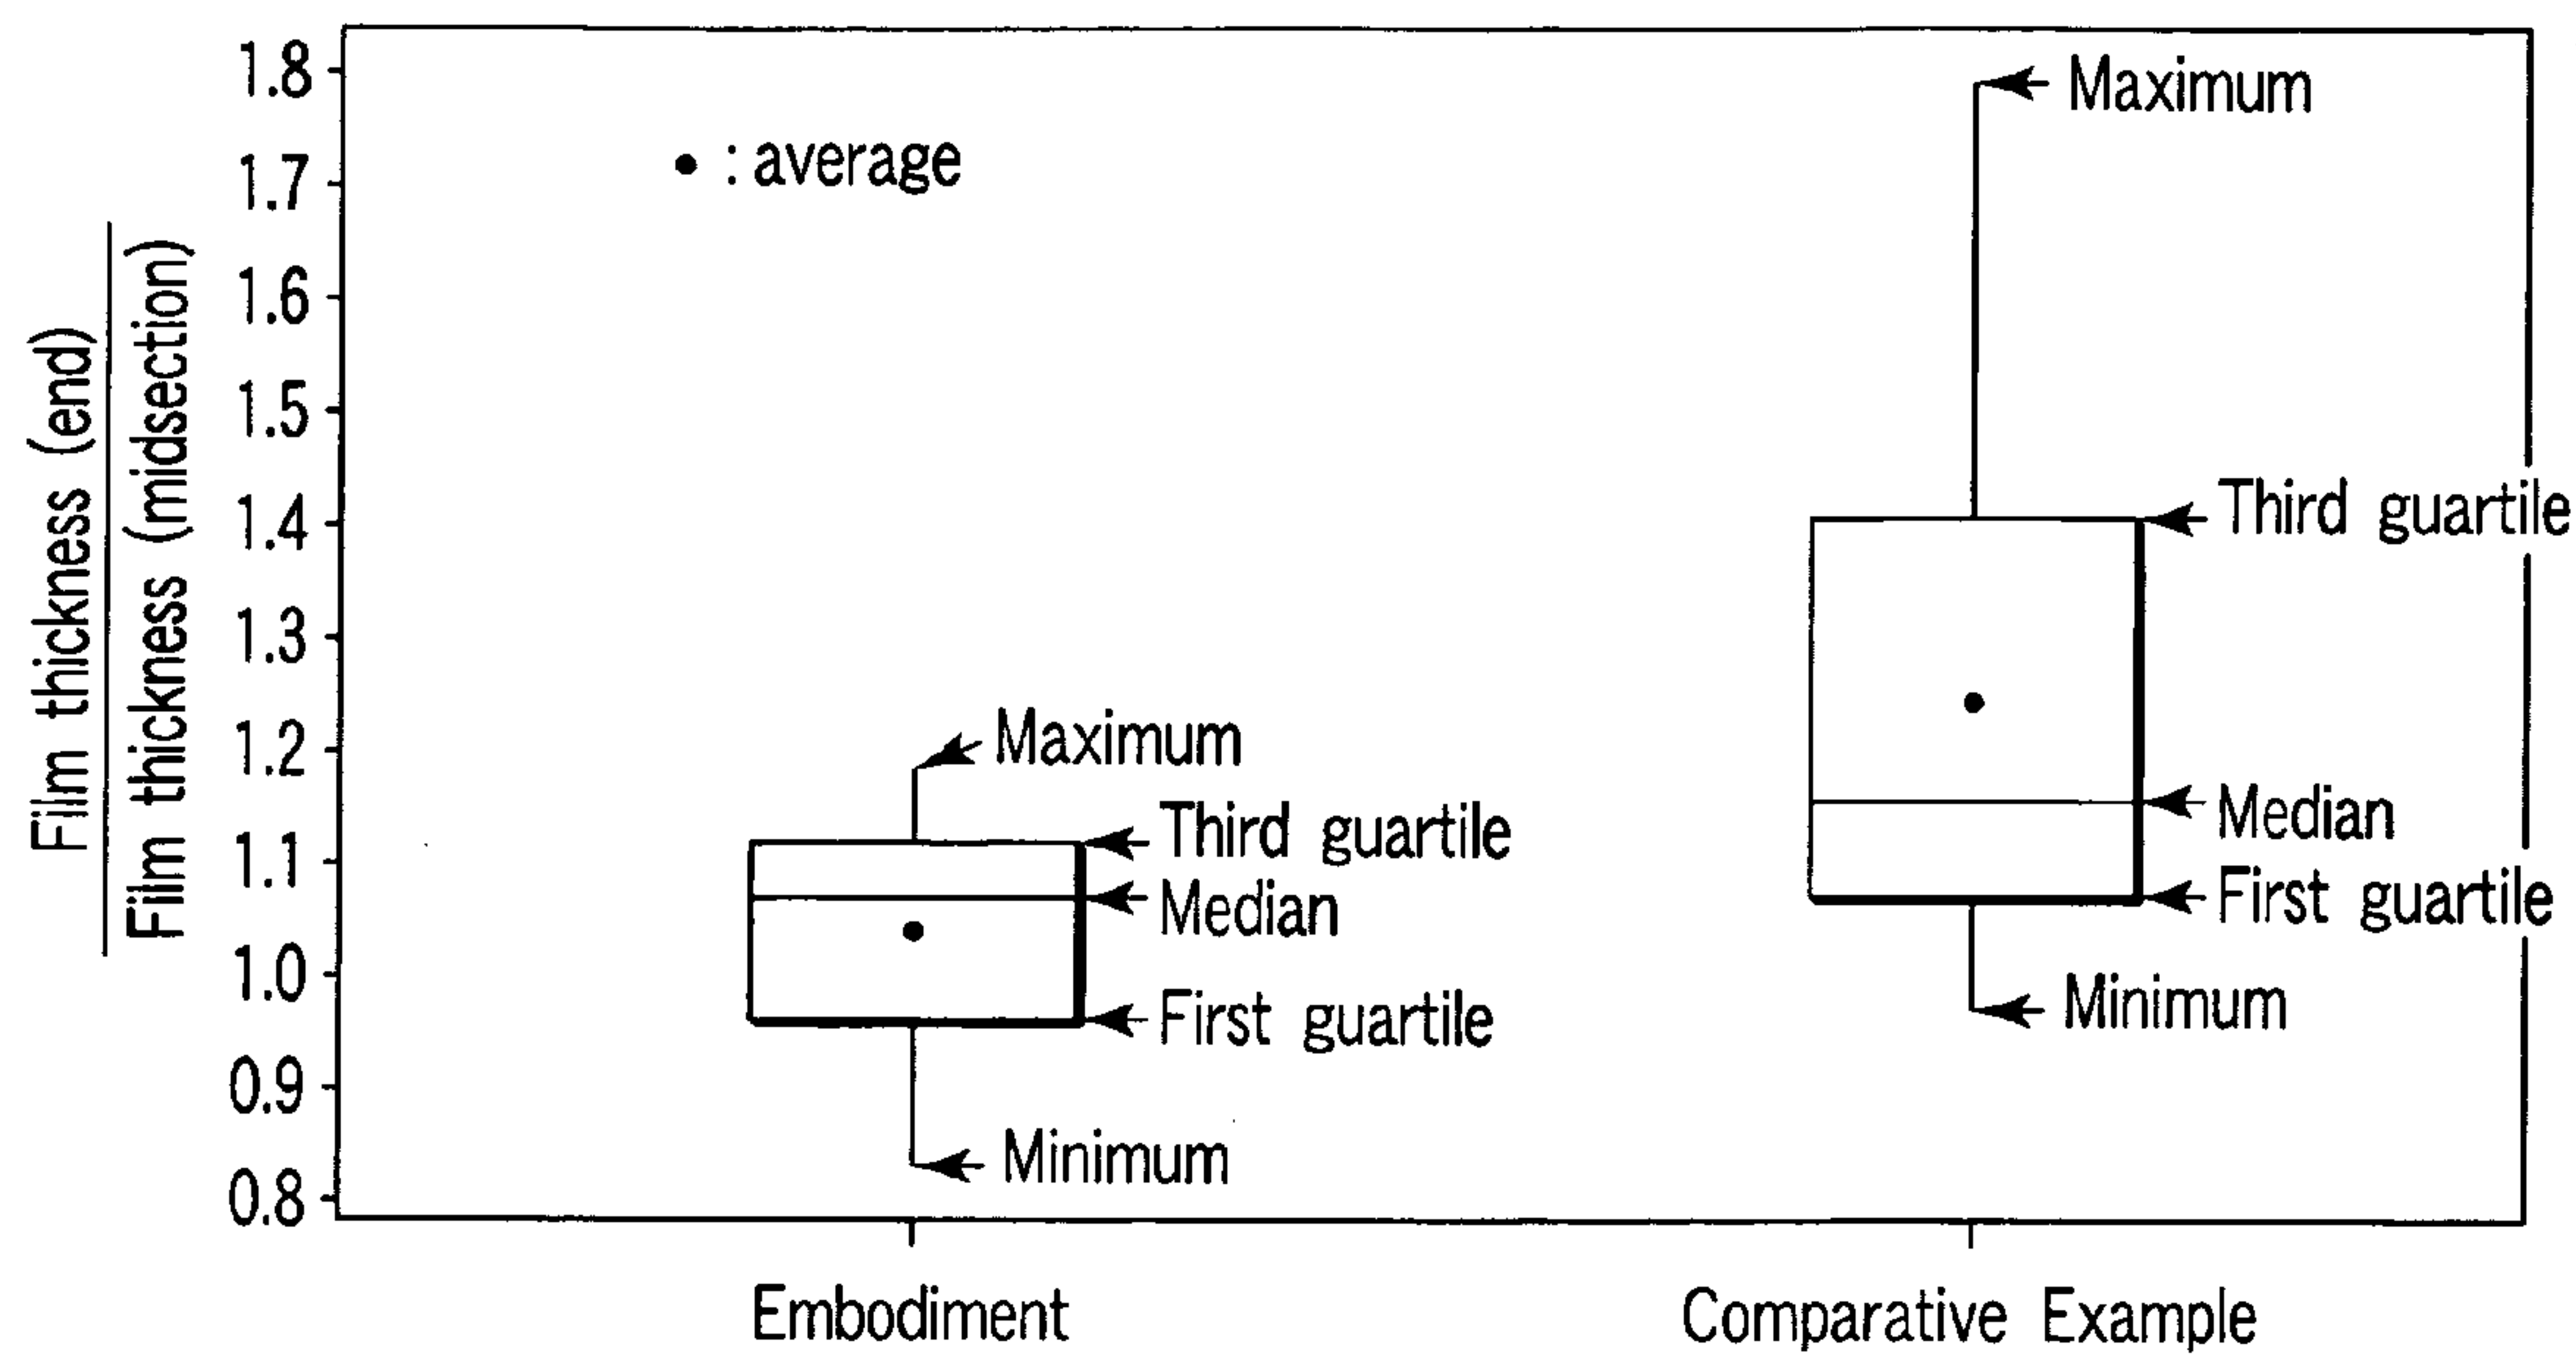 Film thickness (end)
Film thickness (midsection)
1.8
1.7
1.6
1.5
1.4
1.3
1.2
1.1
1.0
0.9
0.8
: average
Maximum
Third guartile
Median
First guartile
Minimum
Maximum
Third guartile
Median
First guartile
Minimum
Embodiment
Comparative Example